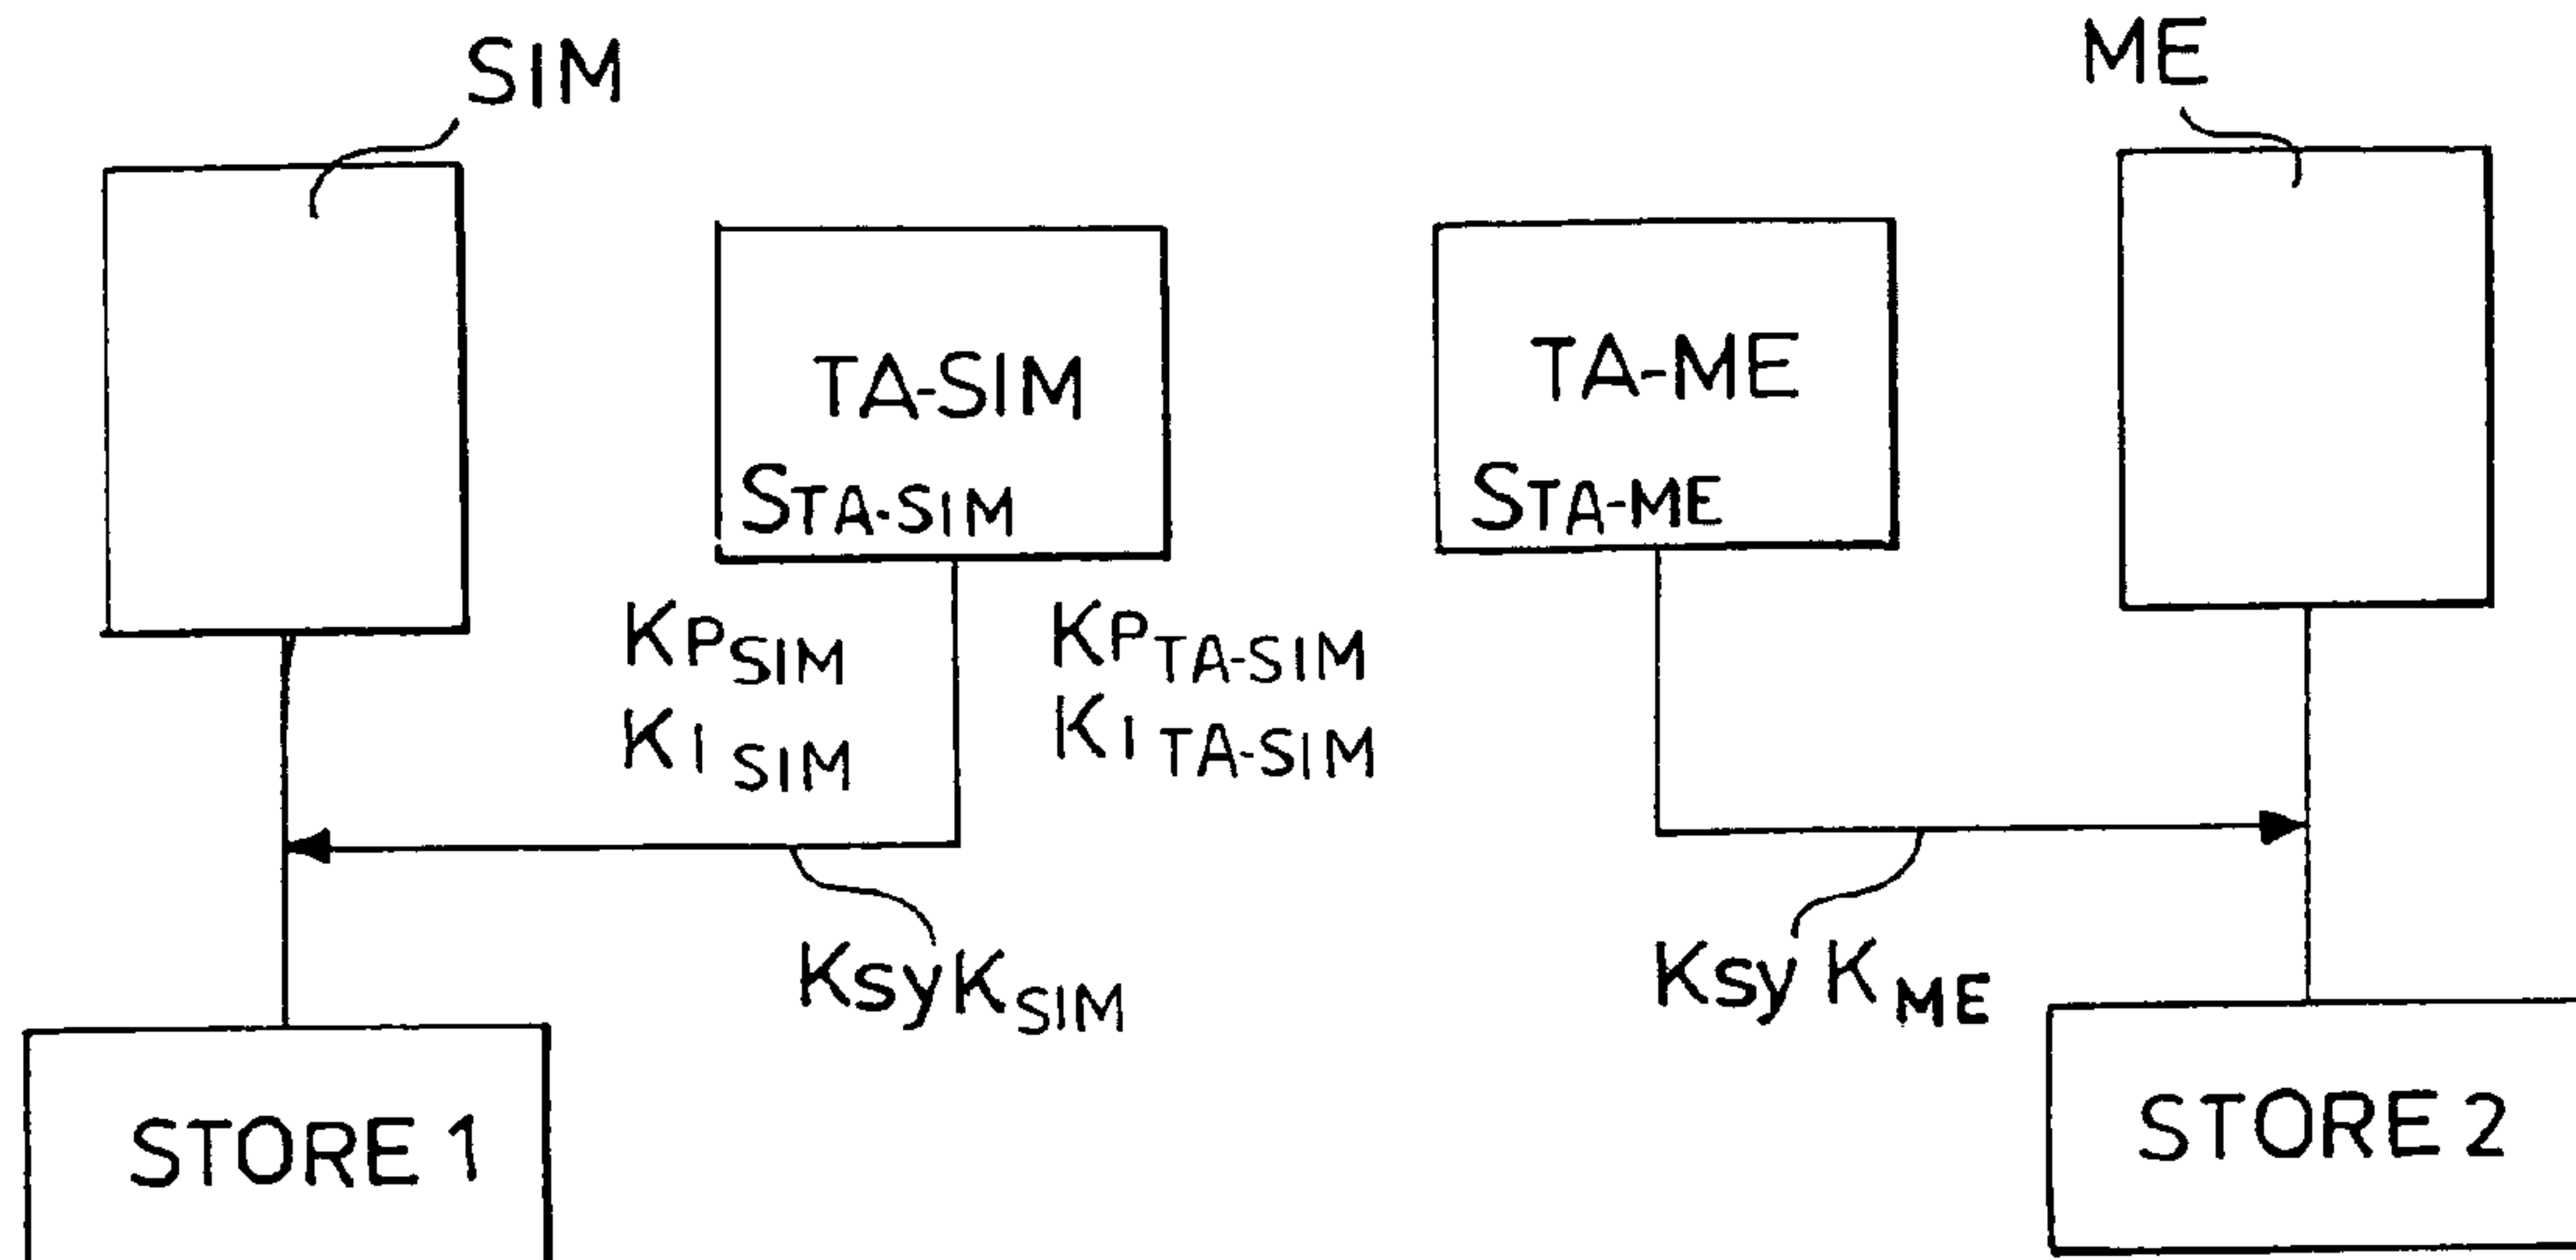 SIM
ME
TA-SIM
STA-SIM
TA-ME
STA-ME
KPSIM
KISIM
KPTA-SIM
KITA-SIM
KsyKSIM
Ksy KME
STORE 1
STORE 2